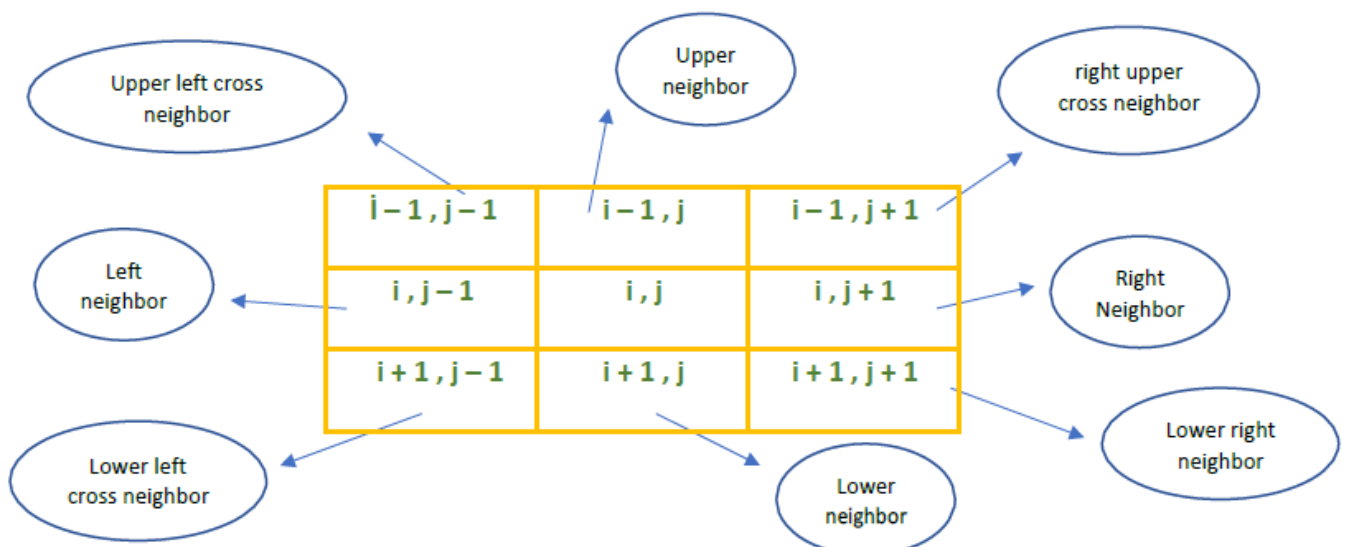 Upper left cross
neighbor
Upper
neighbor
right upper
cross neighbor
i – 1 , j – 1
i – 1 , j
i – 1 , j + 1
Left
neighbor
i , j – 1
i , j
i , j + 1
Right
Neighbor
i + 1 , j – 1
i + 1 , j
i + 1 , j + 1
Lower left
cross neighbor
Lower
neighbor
Lower right
neighbor